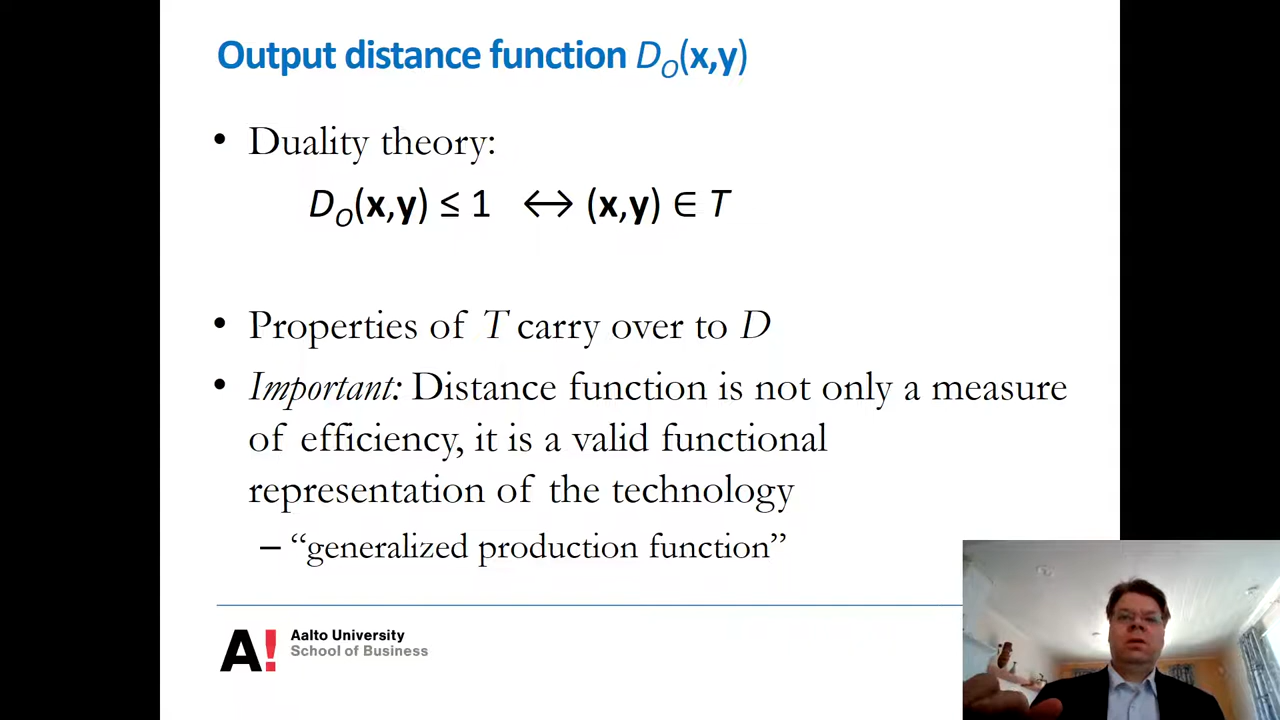 Output distance function D_O(x,y)
• Duality theory:
D_O(x,y) ≤ 1 ↔ (x,y) ∈ T
• Properties of T carry over to D
• Important: Distance function is not only a measure
of efficiency, it is a valid functional
representation of the technology
– “generalized production function”
A!
Aalto University
School of Business